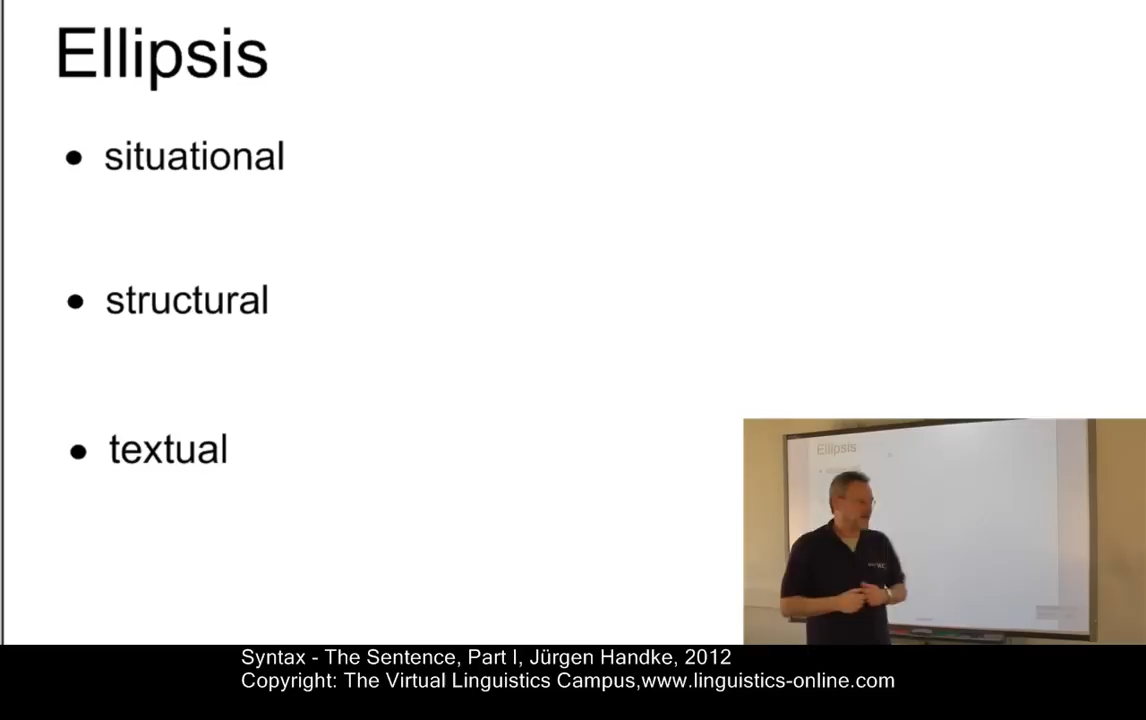 Ellipsis
• situational
• structural
• textual
Ellipsis
Syntax - The Sentence, Part I, Jürgen Handke, 2012
Copyright: The Virtual Linguistics Campus,www.linguistics-online.com